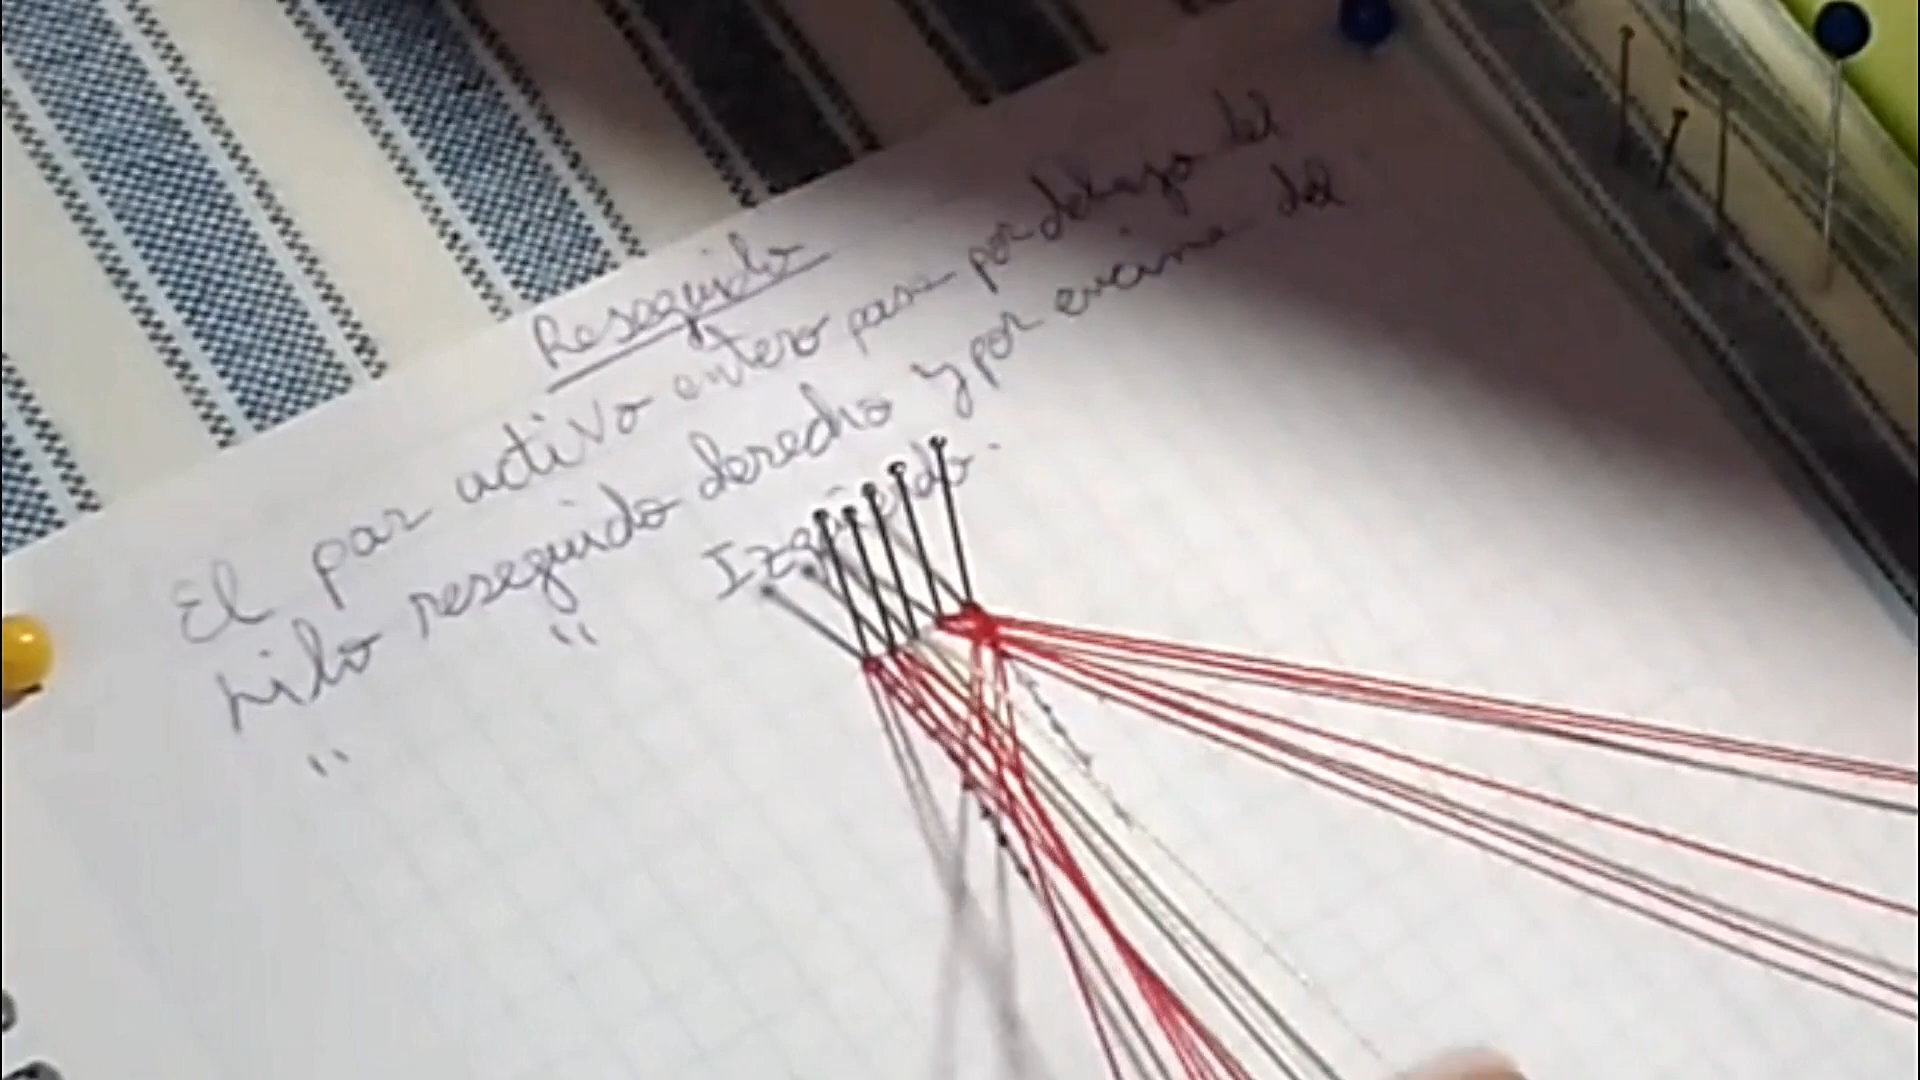 Reseguido
El par activo entero pasa por debajo del
hilo reseguido derecho y por encima del
" " Izquierdo.